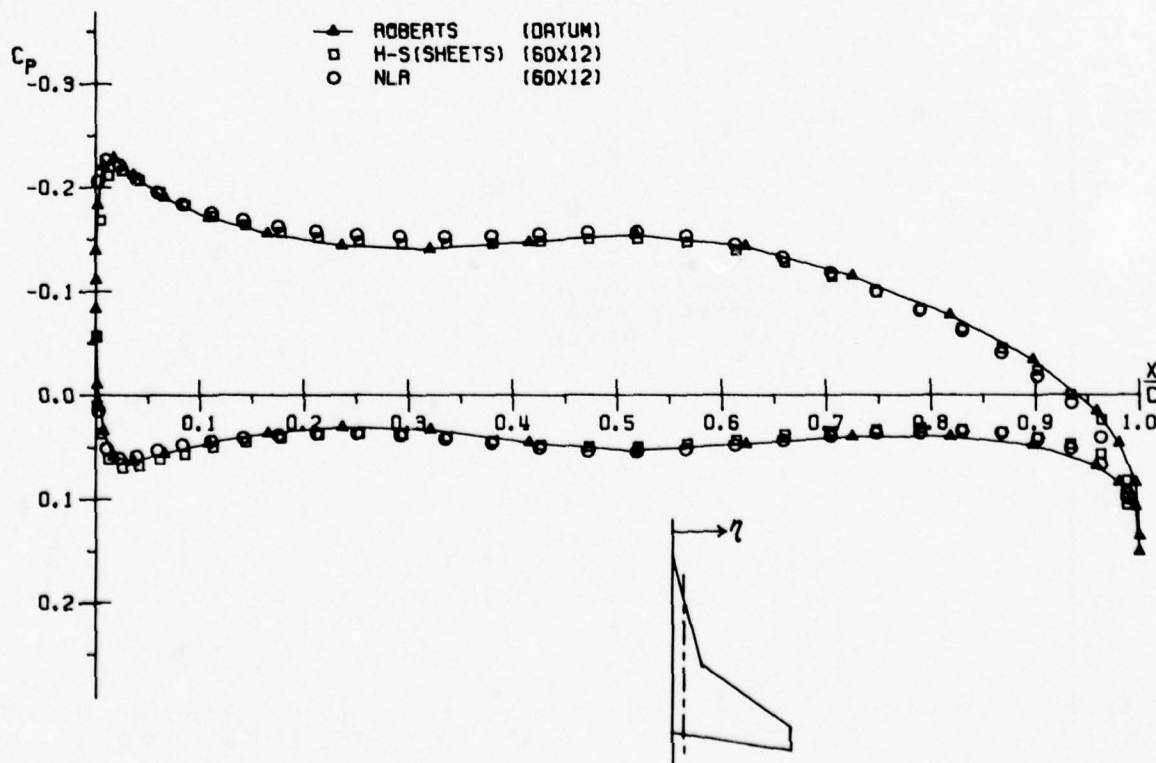 ROBERTS (DATUM)
H-S(SHEETS) (60X12)
NLR (60X12)
CP
-0.3
-0.2
-0.1
0.0
0.1
0.2
0.1 0.2 0.3 0.4 0.5 0.6 0.7 0.8 0.9 1.0
X
C
η